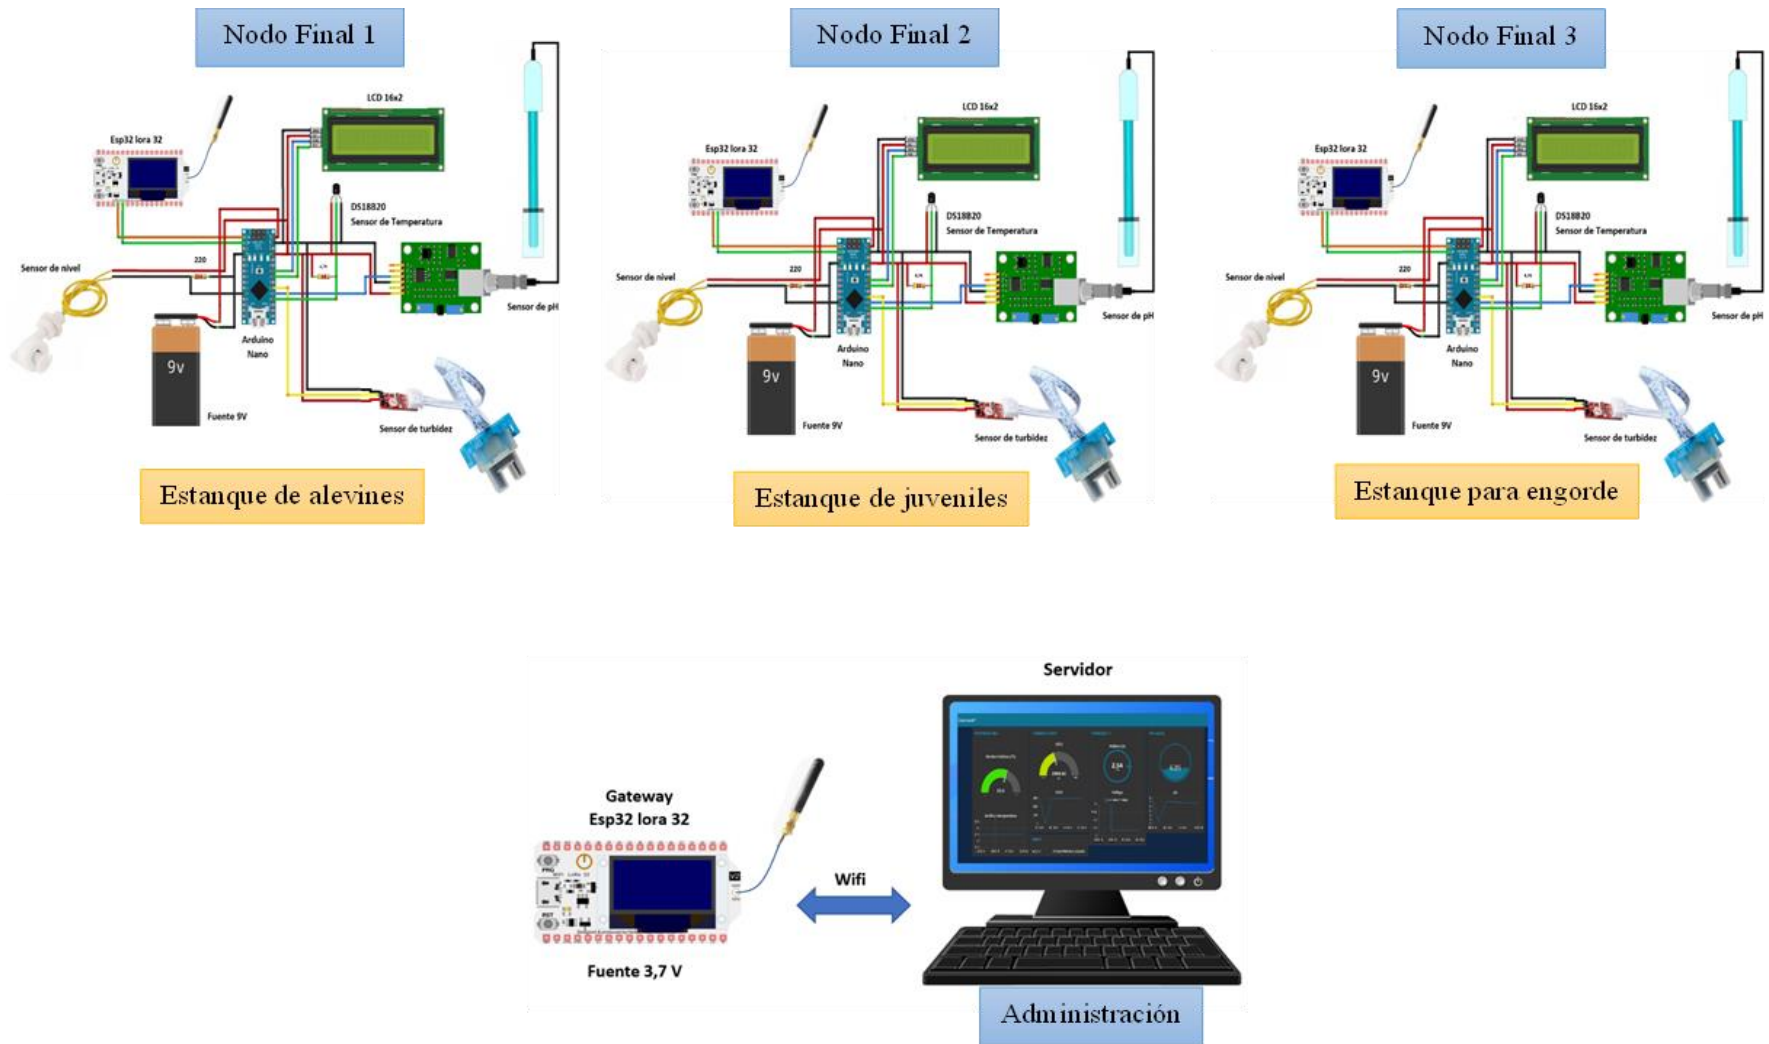 Nodo Final 1
LCD 16x2
Esp32 lora 32
DS18B20
Sensor de Temperatura
Sensor de nivel
220
Sensor de pH
Arduino
Nano
9v
Fuente 9V
Sensor de turbidez
Estanque de alevines
Nodo Final 2
LCD 16x2
Esp32 lora 32
DS18B20
Sensor de Temperatura
Sensor de nivel
220
Sensor de pH
Arduino
Nano
9v
Fuente 9V
Sensor de turbidez
Estanque de juveniles
Nodo Final 3
LCD 16x2
Esp32 lora 32
DS18B20
Sensor de Temperatura
Sensor de nivel
220
Sensor de pH
Arduino
Nano
9v
Fuente 9V
Sensor de turbidez
Estanque para engorde
Gateway
Esp32 lora 32
PRG
RST
V2
Fuente 3,7 V
Wifi
Servidor
2.54
Administración